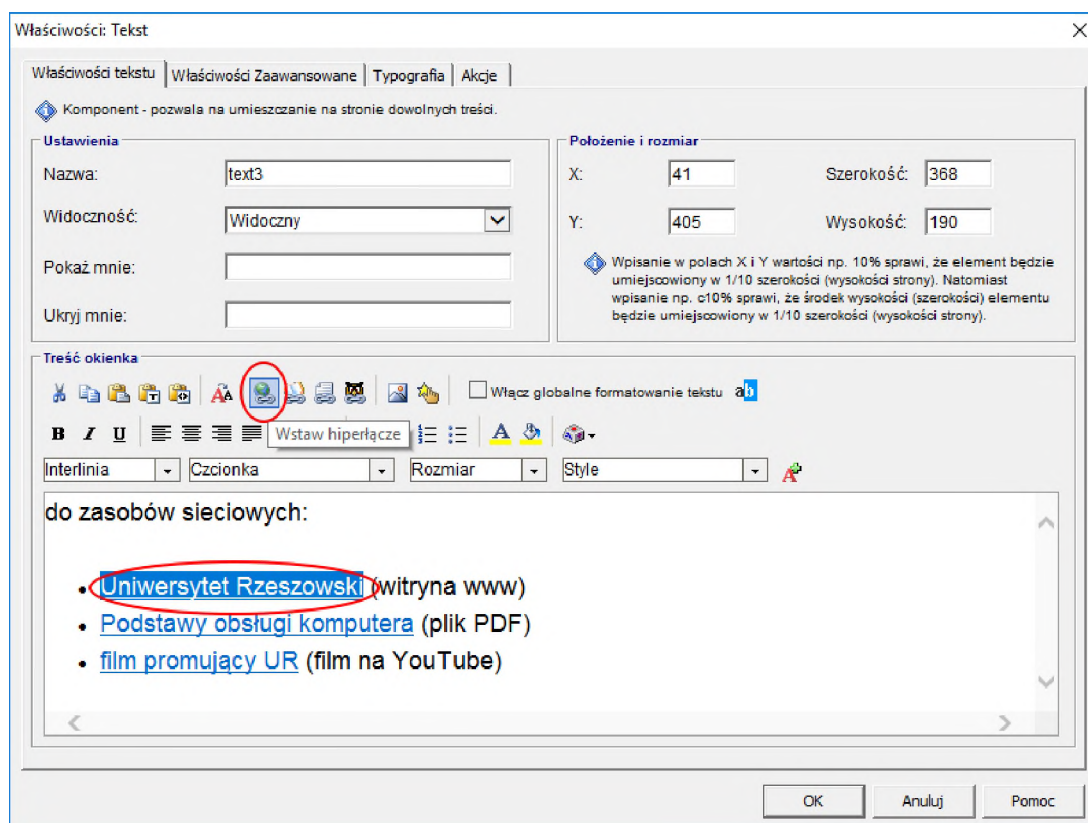 Właściwości: Tekst
Właściwości tekstu Właściwości Zaawansowane Typografia Akcje
Komponent - pozwala na umieszczanie na stronie dowolnych treści.
Ustawienia
Nazwa: text3
Widoczność: Widoczny
Pokaż mnie:
Ukryj mnie:
Położenie i rozmiar
X: 41 Szerokość: 368
Y: 405 Wysokość: 190
Wpisanie w polach X i Y wartości np. 10% sprawi, że element będzie
umiejscowiony w 1/10 szerokości (wysokości strony). Natomiast
wpisanie np. c10% sprawi, że środek wysokości (szerokości) elementu
będzie umiejscowiony w 1/10 szerokości (wysokości strony).
Treść okienka
Włącz globalne formatowanie tekstu ab
B I U Wstaw hiperłącze
Interlinia Czcionka Rozmiar Style
do zasobów sieciowych:
• Uniwersytet Rzeszowski (witryna www)
• Podstawy obsługi komputera (plik PDF)
• film promujący UR (film na YouTube)
OK Anuluj Pomoc